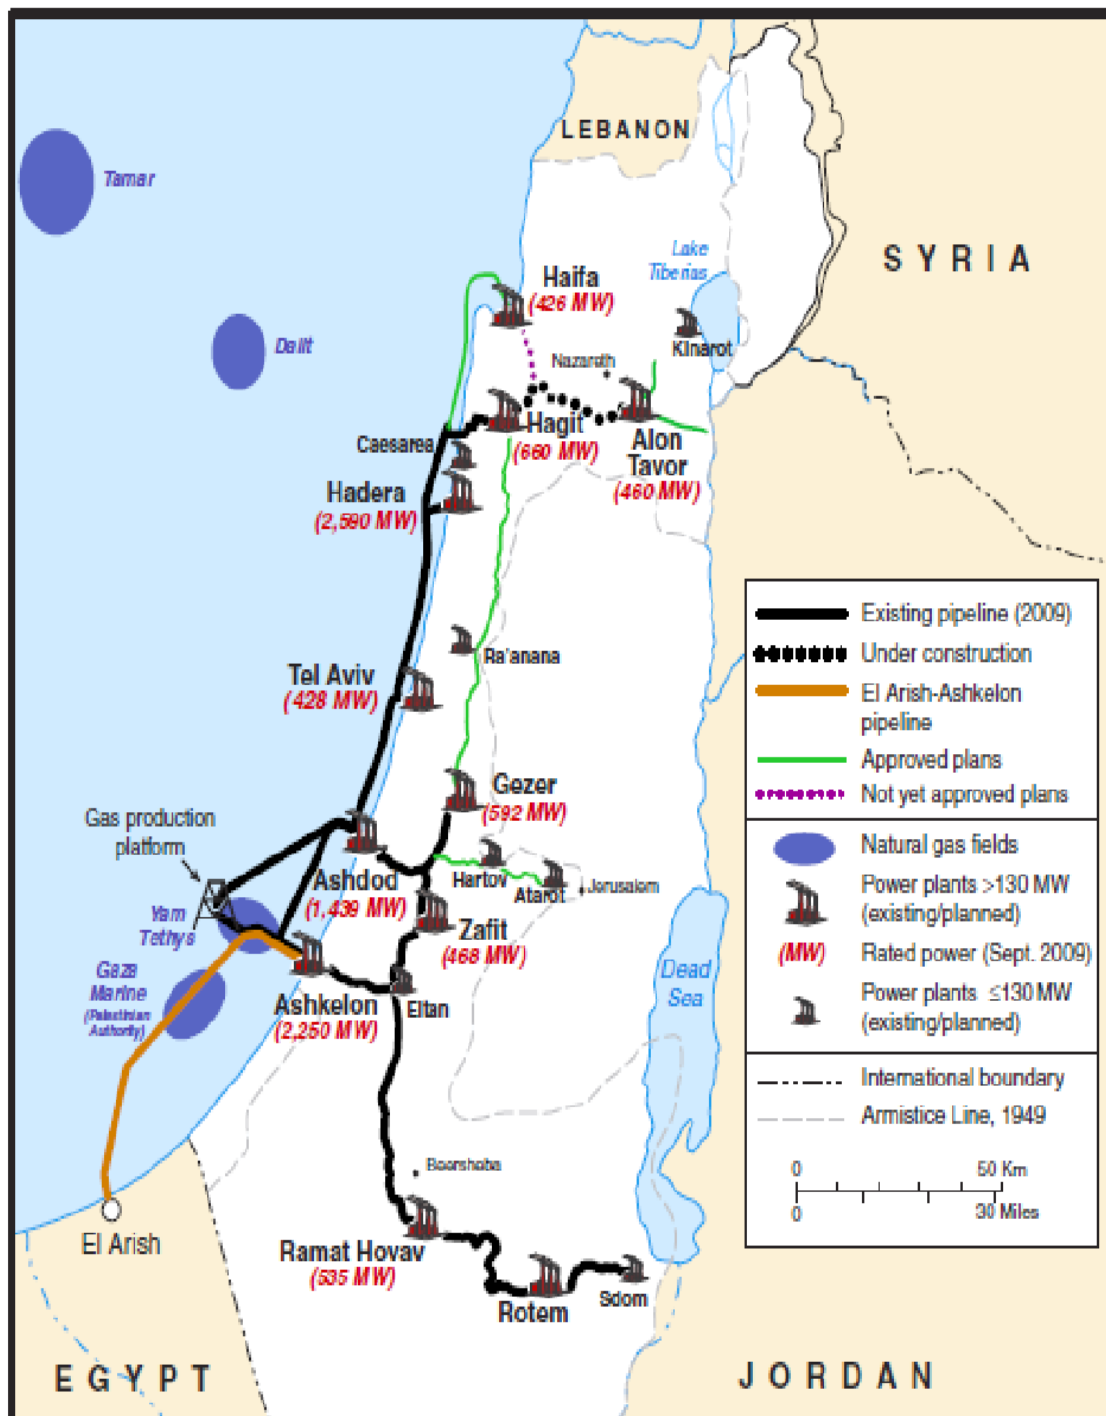 LEBANON
Tamar
SYRIA
Lake
Tiberias
Haifa
(426 MW)
Dalit
Kinarot
Nazareth
Hagit
(660 MW)
Alon
Tavor
(460 MW)
Caesarea
Hadera
(2,590 MW)
Ra'anana
Tel Aviv
(428 MW)
Gezer
(592 MW)
Gas production
platform
Hartov
Atarot
Jerusalem
Ashdod
(1,439 MW)
Yam
Tethys
Zafit
(468 MW)
Gaza
Marine
(Palestinian
Authority)
Dead
Sea
Eitan
Ashkelon
(2,250 MW)
Beersheba
El Arish
Ramat Hovav
(535 MW)
Rotem
Sdom
EGYPT
JORDAN
Existing pipeline (2009)
Under construction
El Arish-Ashkelon
pipeline
Approved plans
Not yet approved plans
Natural gas fields
Power plants >130 MW
(existing/planned)
(MW) Rated power (Sept. 2009)
Power plants ≤130 MW
(existing/planned)
International boundary
Armistice Line, 1949
0 50 Km
0 30 Miles